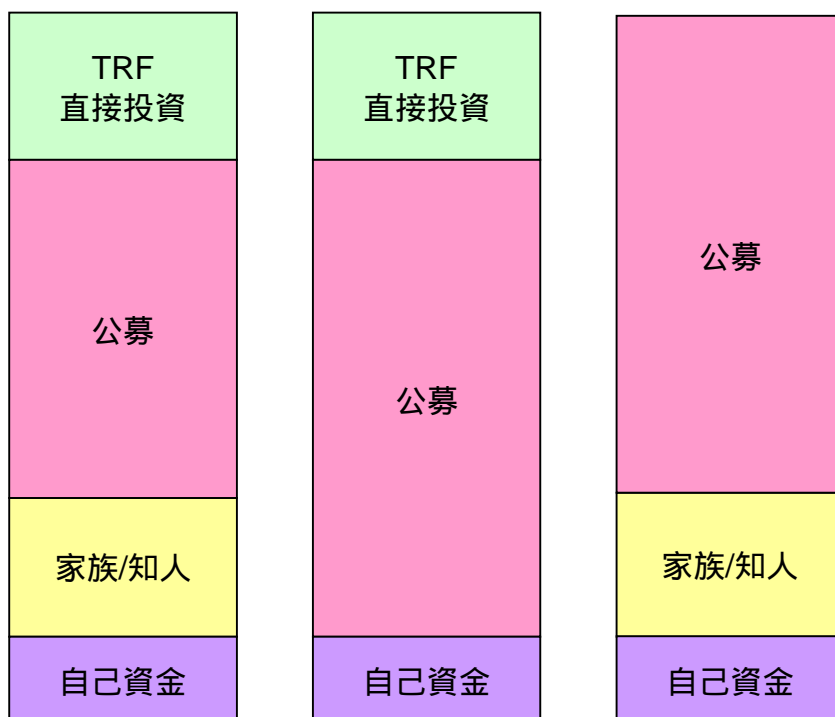 TRF
直接投資
公募
家族/知人
自己資金
TRF
直接投資
公募
自己資金
公募
家族/知人
自己資金